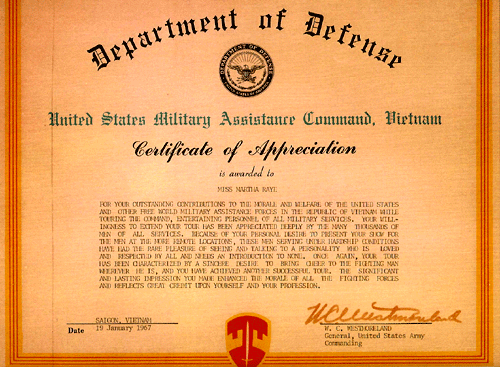 Department of Defense
DEPARTMENT OF DEFENSE
United States Military Assistance Command, Vietnam
Certificate of Appreciation
is awarded to
MISS MARTHA RAYE
FOR YOUR OUTSTANDING CONTRIBUTIONS TO THE MORALE AND WELFARE OF THE UNITED STATES
AND OTHER FREE WORLD MILITARY ASSISTANCE FORCES IN THE REPUBLIC OF VIETNAM WHILE
TOURING THE COMMAND, ENTERTAINING PERSONNEL OF ALL MILITARY SERVICES. YOUR WILL-
INGNESS TO EXTEND YOUR TOUR HAS BEEN APPRECIATED DEEPLY BY THE MANY THOUSANDS OF
MEN OF ALL SERVICES. BECAUSE OF YOUR PERSONAL DESIRE TO PRESENT YOUR SHOW FOR
THE MEN AT THE MORE REMOTE LOCATIONS, THESE MEN SERVING UNDER HARDSHIP CONDITIONS
HAVE HAD THE RARE PLEASURE OF SEEING AND TALKING TO A PERSONALITY WHO IS LOVED
AND RESPECTED BY ALL AND NEEDS AN INTRODUCTION TO NONE. ONCE AGAIN, YOUR TOUR
HAS BEEN CHARACTERIZED BY A SINCERE DESIRE TO BRING CHEER TO THE FIGHTING MAN
WHEREVER HE IS, AND YOU HAVE ACHIEVED ANOTHER SUCCESSFUL TOUR. THE SIGNIFICANT
AND LASTING IMPRESSION YOU MADE ENHANCED THE MORALE OF ALL THE FIGHTING FORCES
AND REFLECTS GREAT CREDIT UPON YOURSELF AND YOUR PROFESSION.
SAIGON, VIETNAM
Date 19 January 1967
W C Westmoreland
W. C. WESTMORELAND
General, United States Army
Commanding